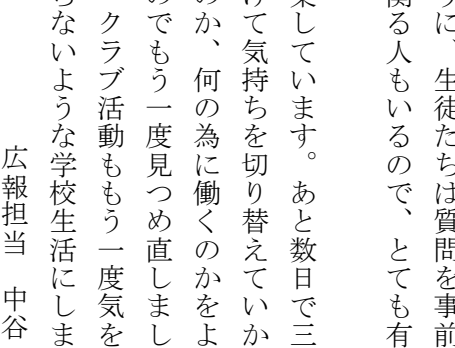 うに、生徒たちは質問を事前
関る人もいるので、とても有
しています。あと数日で三
けて気持ちを切り替えていか
のか、何の為に働くのかをよ
のでもう一度見つめ直しまし
クラブ活動ももう一度気を
らないような学校生活にしま
広報担当　中谷